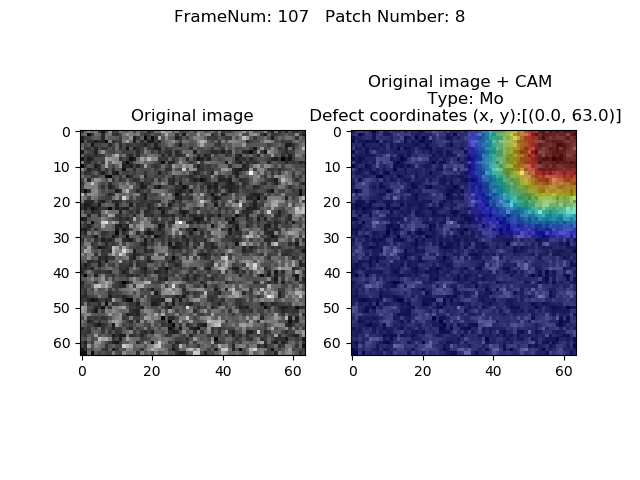 FrameNum: 107   Patch Number: 8
Original image
Original image + CAM
Type: Mo
Defect coordinates (x, y):[(0.0, 63.0)]
0
10
20
30
40
50
60
0 20 40 60
0
10
20
30
40
50
60
0 20 40 60